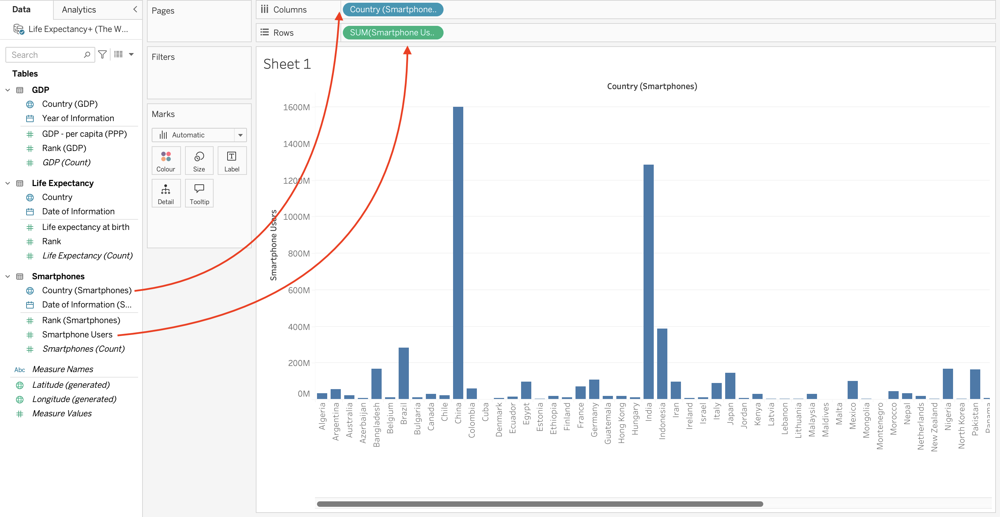 Data
Analytics
Life Expectancy+ (The W...
Search
Tables
GDP
Country (GDP)
Year of Information
GDP - per capita (PPP)
Rank (GDP)
GDP (Count)
Life Expectancy
Country
Date of Information
Life expectancy at birth
Rank
Life Expectancy (Count)
Smartphones
Country (Smartphones)
Date of Information (S...
Rank (Smartphones)
Smartphone Users
Smartphones (Count)
Abc Measure Names
Latitude (generated)
Longitude (generated)
Measure Values
Pages
Filters
Marks
Automatic
Colour
Size
T
Label
Detail
Tooltip
Columns
Country (Smartphone..
Rows
SUM(Smartphone Us..
Sheet 1
Country (Smartphones)
Smartphone Users
1600M
1400M
1200M
1000M
800M
600M
400M
200M
0M
Algeria
Argentina
Australia
Azerbaijan
Bangladesh
Belgium
Brazil
Bulgaria
Canada
Chile
China
Colombia
Cuba
Denmark
Ecuador
Egypt
Estonia
Ethiopia
Finland
France
Germany
Guatemala
Hong Kong
Hungary
India
Indonesia
Iran
Ireland
Israel
Italy
Japan
Jordan
Kenya
Latvia
Lebanon
Lithuania
Malaysia
Maldives
Malta
Mexico
Mongolia
Montenegro
Morocco
Nepal
Netherlands
New Zealand
Nigeria
North Korea
Pakistan
Panama